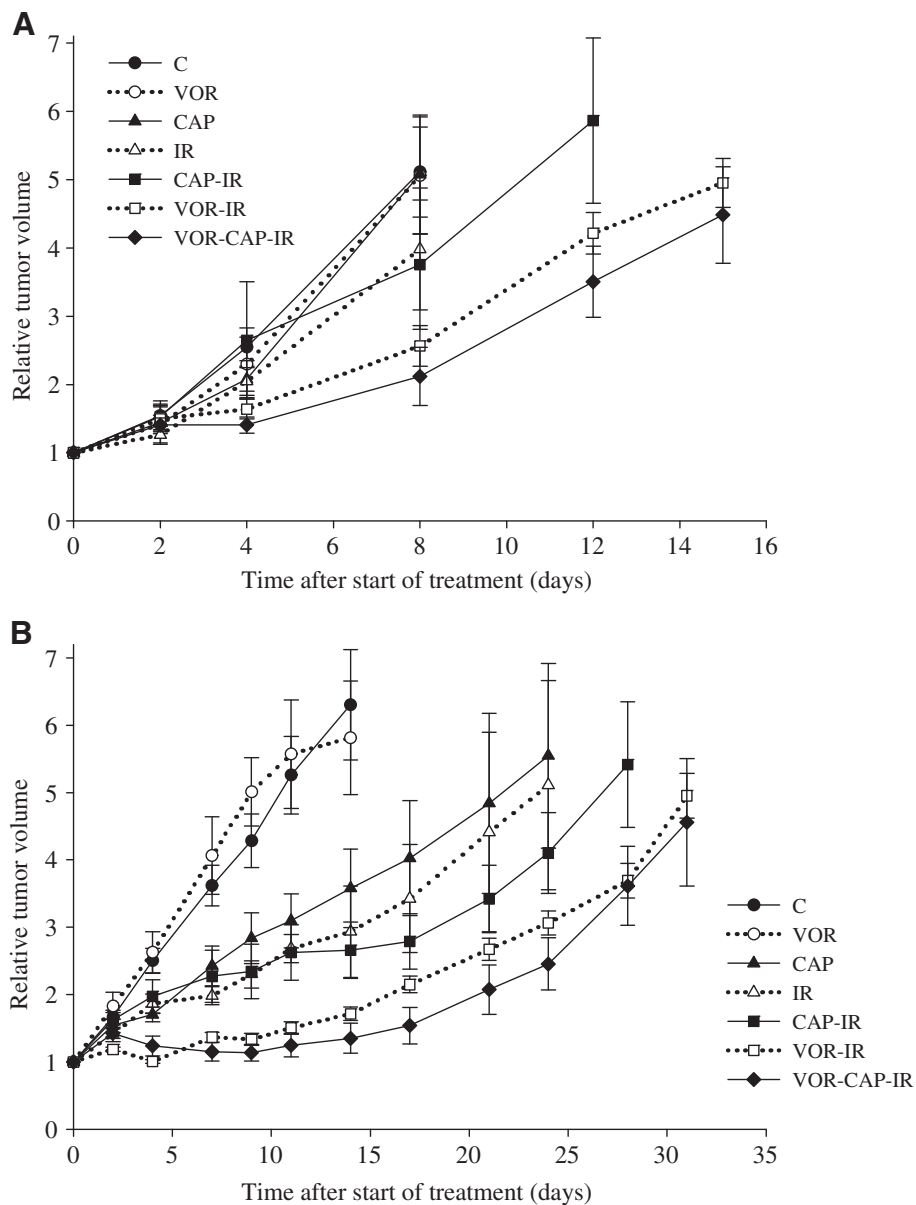 A
7
6
5
4
3
2
1
0
Relative tumor volume
C
VOR
CAP
IR
CAP-IR
VOR-IR
VOR-CAP-IR
0 2 4 6 8 10 12 14 16
Time after start of treatment (days)
B
7
6
5
4
3
2
1
0
Relative tumor volume
C
VOR
CAP
IR
CAP-IR
VOR-IR
VOR-CAP-IR
0 5 10 15 20 25 30 35
Time after start of treatment (days)